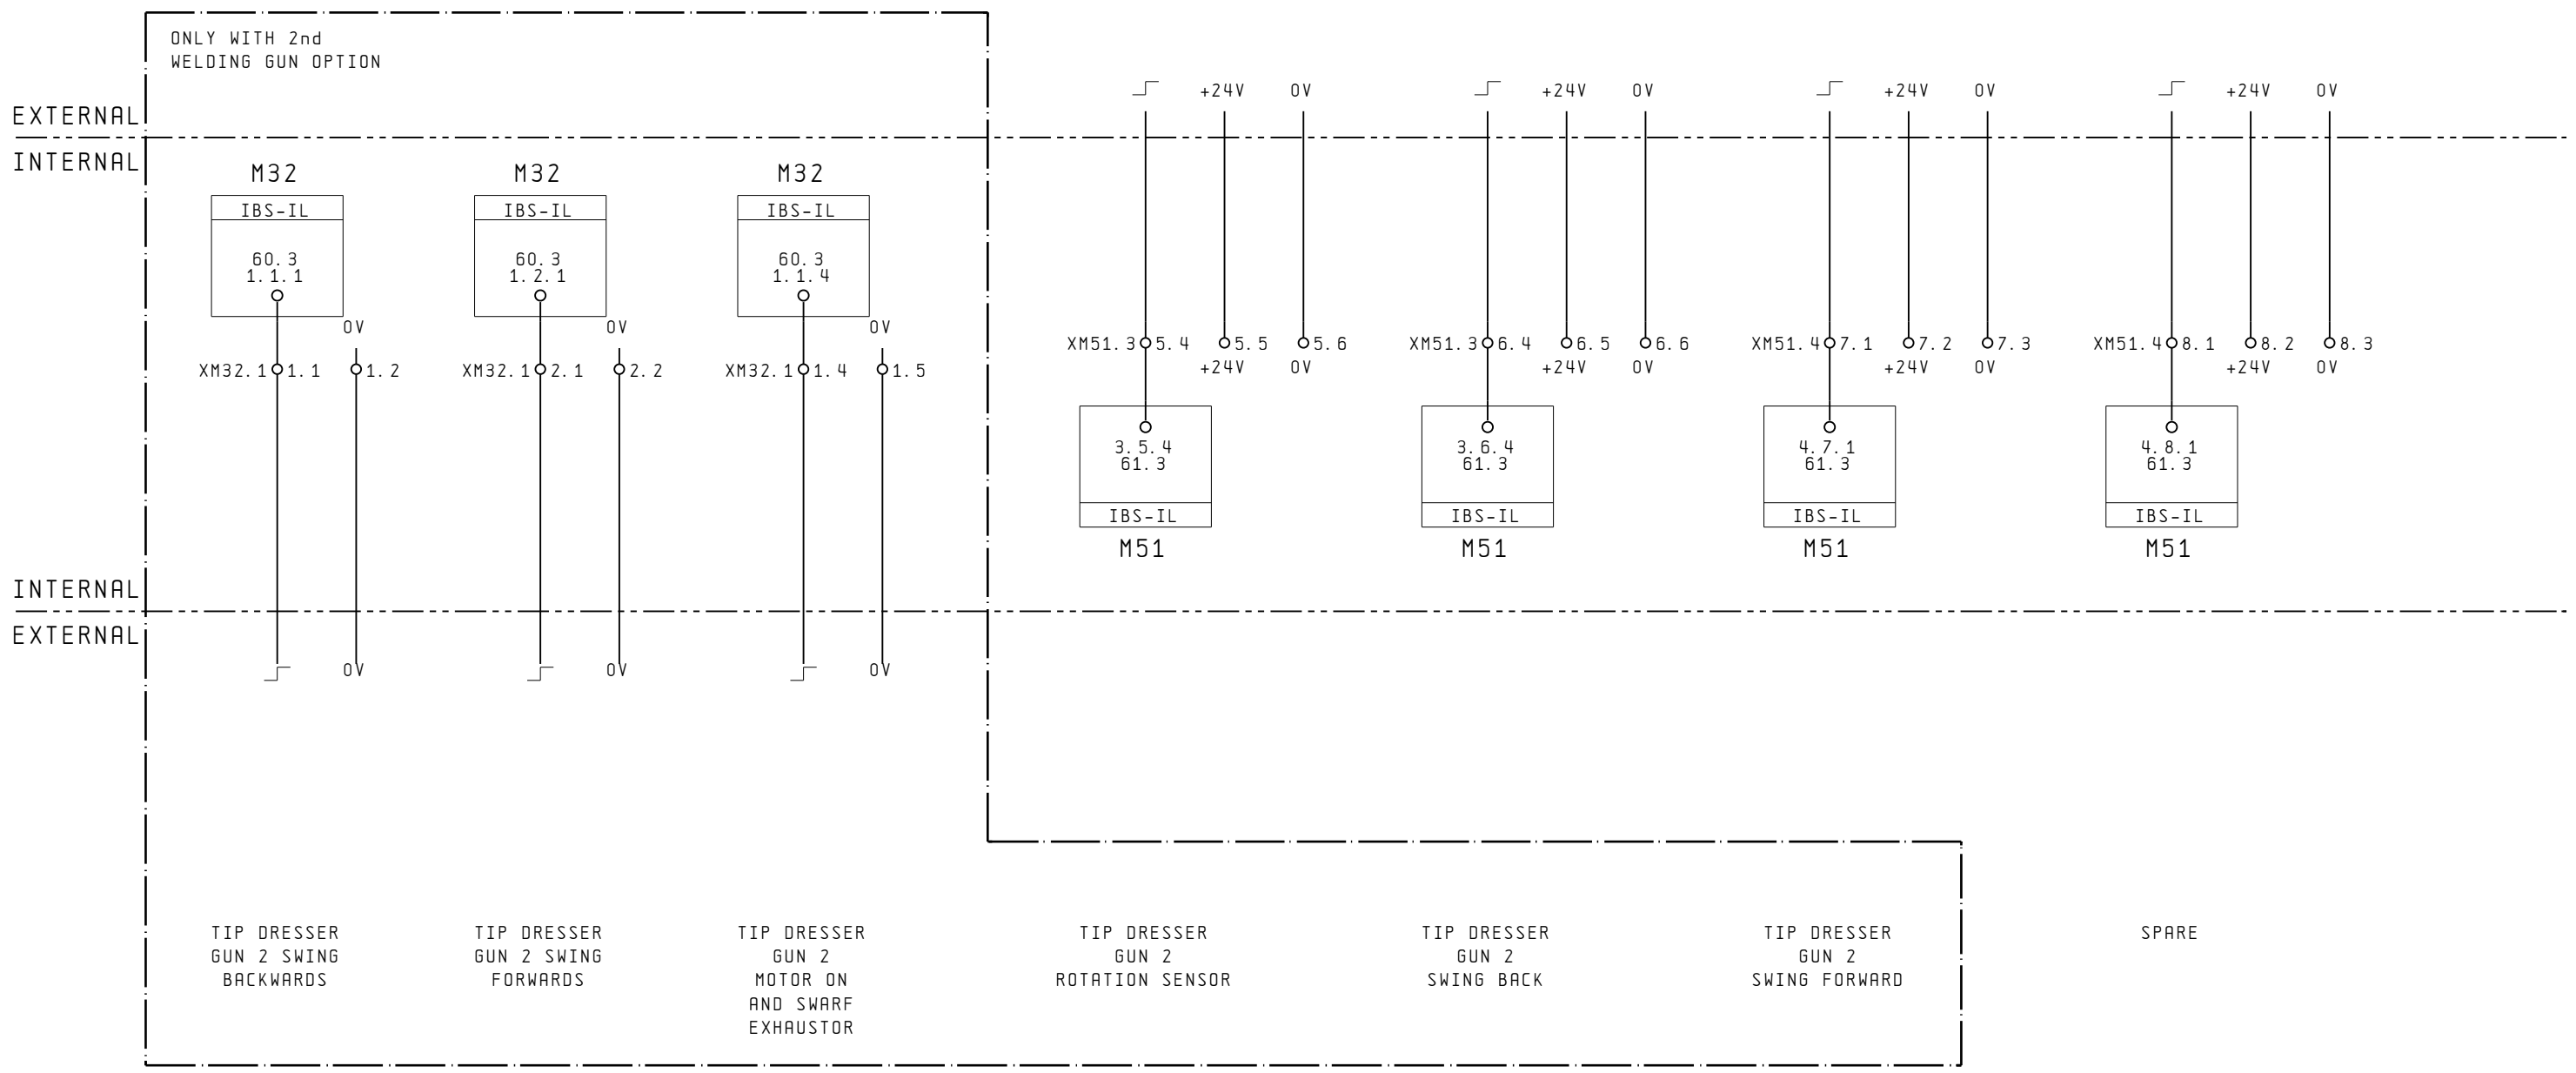 ONLY WITH 2nd
WELDING GUN OPTION
+24V 0V +24V 0V +24V 0V +24V 0V
EXTERNAL
INTERNAL
M32 M32 M32
IBS-IL IBS-IL IBS-IL
60.3 60.3 60.3
1.1.1 1.2.1 1.1.4
0V 0V 0V
XM51.3 5.4 5.5 5.6 XM51.3 6.4 6.5 6.6 XM51.4 7.1 7.2 7.3 XM51.4 8.1 8.2 8.3
+24V 0V +24V 0V +24V 0V +24V 0V
XM32.1 1.1 1.2 XM32.1 2.1 2.2 XM32.1 1.4 1.5
3.5.4 3.6.4 4.7.1 4.8.1
61.3 61.3 61.3 61.3
IBS-IL IBS-IL IBS-IL IBS-IL
M51 M51 M51 M51
INTERNAL
EXTERNAL
0V 0V 0V
TIP DRESSER
GUN 2 SWING
BACKWARDS
TIP DRESSER
GUN 2 SWING
FORWARDS
TIP DRESSER
GUN 2
MOTOR ON
AND SWARF
EXHAUSTOR
TIP DRESSER
GUN 2
ROTATION SENSOR
TIP DRESSER
GUN 2
SWING BACK
TIP DRESSER
GUN 2
SWING FORWARD
SPARE